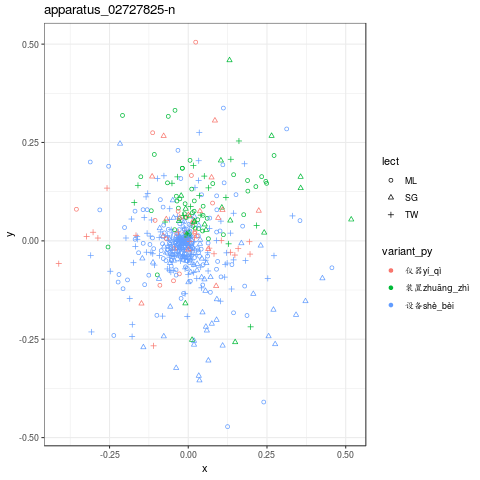 apparatus_02727825-n
0.50
0.25
0.00
-0.25
-0.50
y
-0.25
0.00
0.25
0.50
x
lect
ML
SG
TW
variant_py
仪器yí_qì
装置zhuāng_zhì
设备shè_bèi